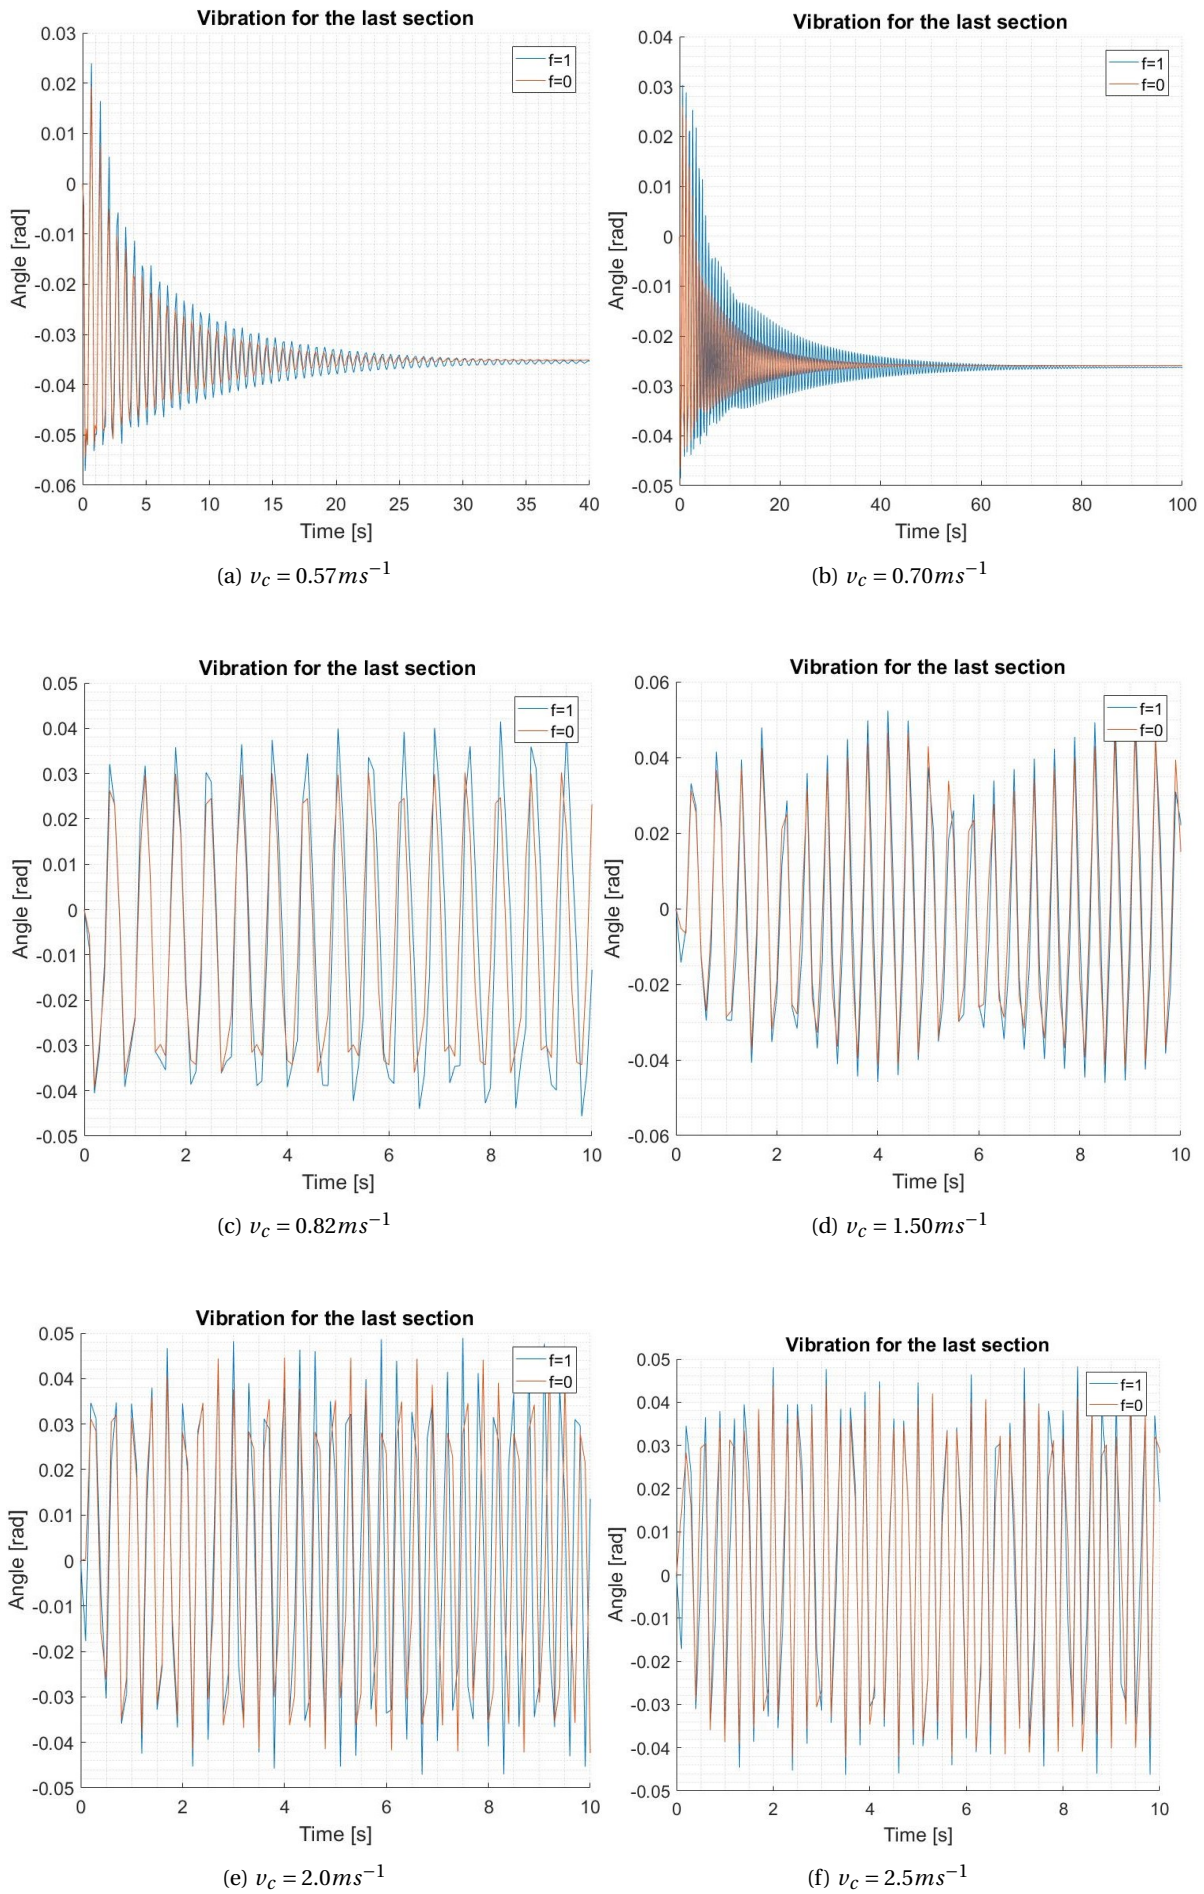 Vibration for the last section
0.03
0.02
0.01
0
-0.01
-0.02
-0.03
-0.04
-0.05
-0.06
Angle [rad]
f=1
f=0
0 5 10 15 20 25 30 35 40
Time [s]
(a) v_c = 0.57ms^{-1}
Vibration for the last section
0.04
0.03
0.02
0.01
0
-0.01
-0.02
-0.03
-0.04
-0.05
Angle [rad]
f=1
f=0
0 20 40 60 80 100
Time [s]
(b) v_c = 0.70ms^{-1}
Vibration for the last section
0.05
0.04
0.03
0.02
0.01
0
-0.01
-0.02
-0.03
-0.04
-0.05
Angle [rad]
f=1
f=0
0 2 4 6 8 10
Time [s]
(c) v_c = 0.82ms^{-1}
Vibration for the last section
0.06
0.04
0.02
0
-0.02
-0.04
-0.06
Angle [rad]
f=1
f=0
0 2 4 6 8 10
Time [s]
(d) v_c = 1.50ms^{-1}
Vibration for the last section
0.05
0.04
0.03
0.02
0.01
0
-0.01
-0.02
-0.03
-0.04
-0.05
Angle [rad]
f=1
f=0
0 2 4 6 8 10
Time [s]
(e) v_c = 2.0ms^{-1}
Vibration for the last section
0.05
0.04
0.03
0.02
0.01
0
-0.01
-0.02
-0.03
-0.04
-0.05
Angle [rad]
f=1
f=0
0 2 4 6 8 10
Time [s]
(f) v_c = 2.5ms^{-1}